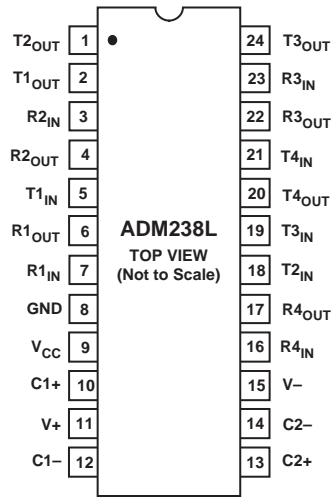 T2OUT 1 24 T3OUT
T1OUT 2 23 R3IN
R2IN 3 22 R3OUT
R2OUT 4 21 T4IN
T1IN 5 20 T4OUT
R1OUT 6 ADM238L 19 T3IN
R1IN 7 TOP VIEW 18 T2IN
(Not to Scale)
GND 8 17 R4OUT
VCC 9 16 R4IN
C1+ 10 15 V–
V+ 11 14 C2–
C1– 12 13 C2+